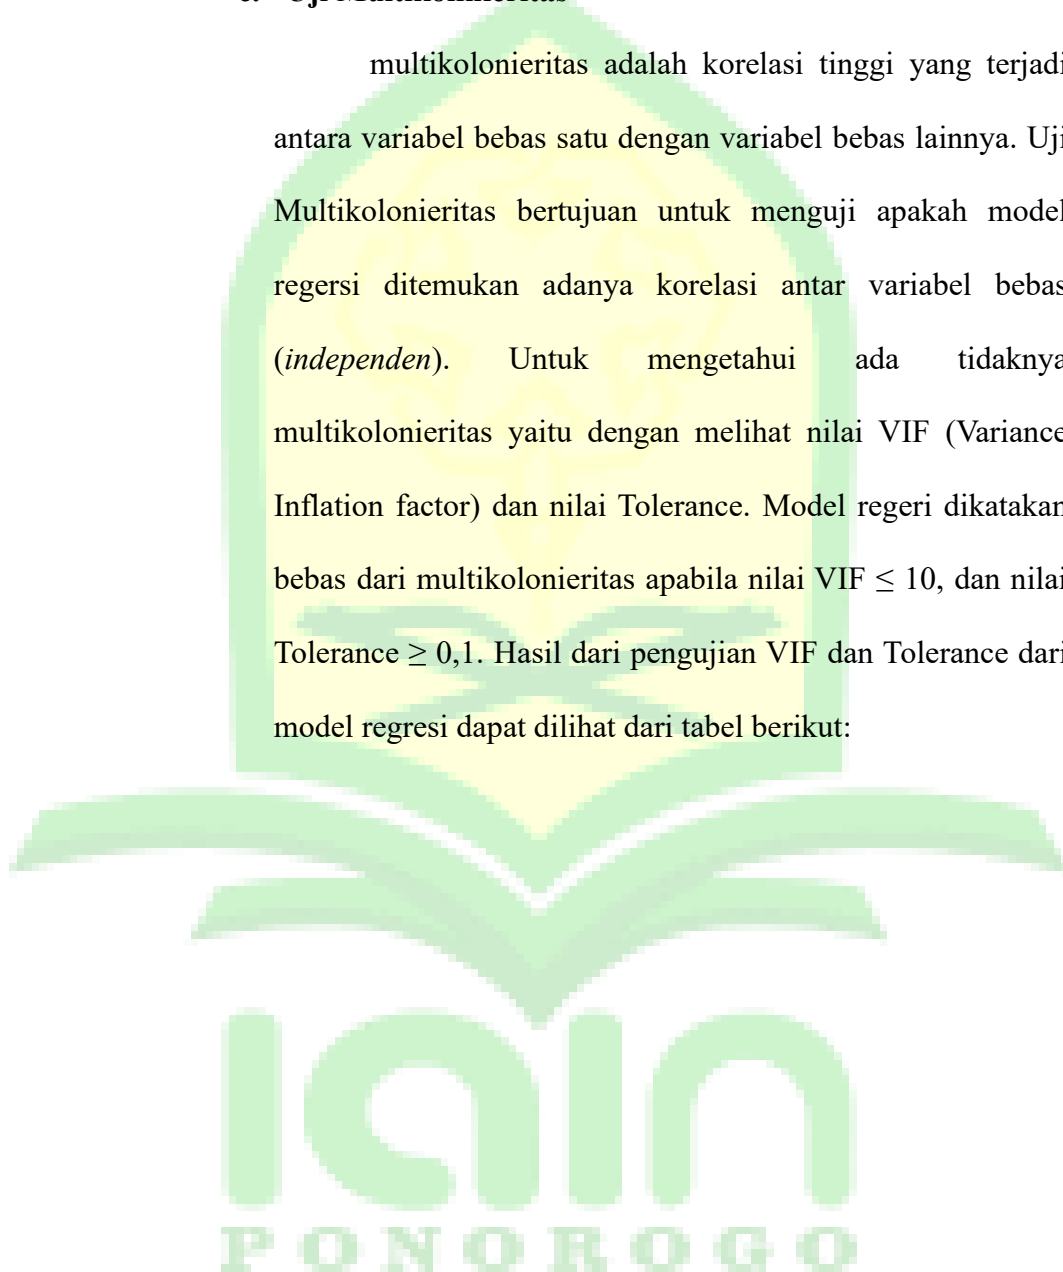 Uji
multikolonieritas adalah korelasi tinggi yang terjadi
antara variabel bebas satu dengan variabel bebas lainnya. Uji
Multikolonieritas bertujuan untuk menguji apakah model
regersi ditemukan adanya korelasi antar variabel bebas
(independen). Untuk mengetahui ada tidaknya
multikolonieritas yaitu dengan melihat nilai VIF (Variance
Inflation factor) dan nilai Tolerance. Model regeri dikatakan
bebas dari multikolonieritas apabila nilai VIF ≤ 10, dan nilai
Tolerance ≥ 0,1. Hasil dari pengujian VIF dan Tolerance dari
model regresi dapat dilihat dari tabel berikut:
iain
PONOROGO